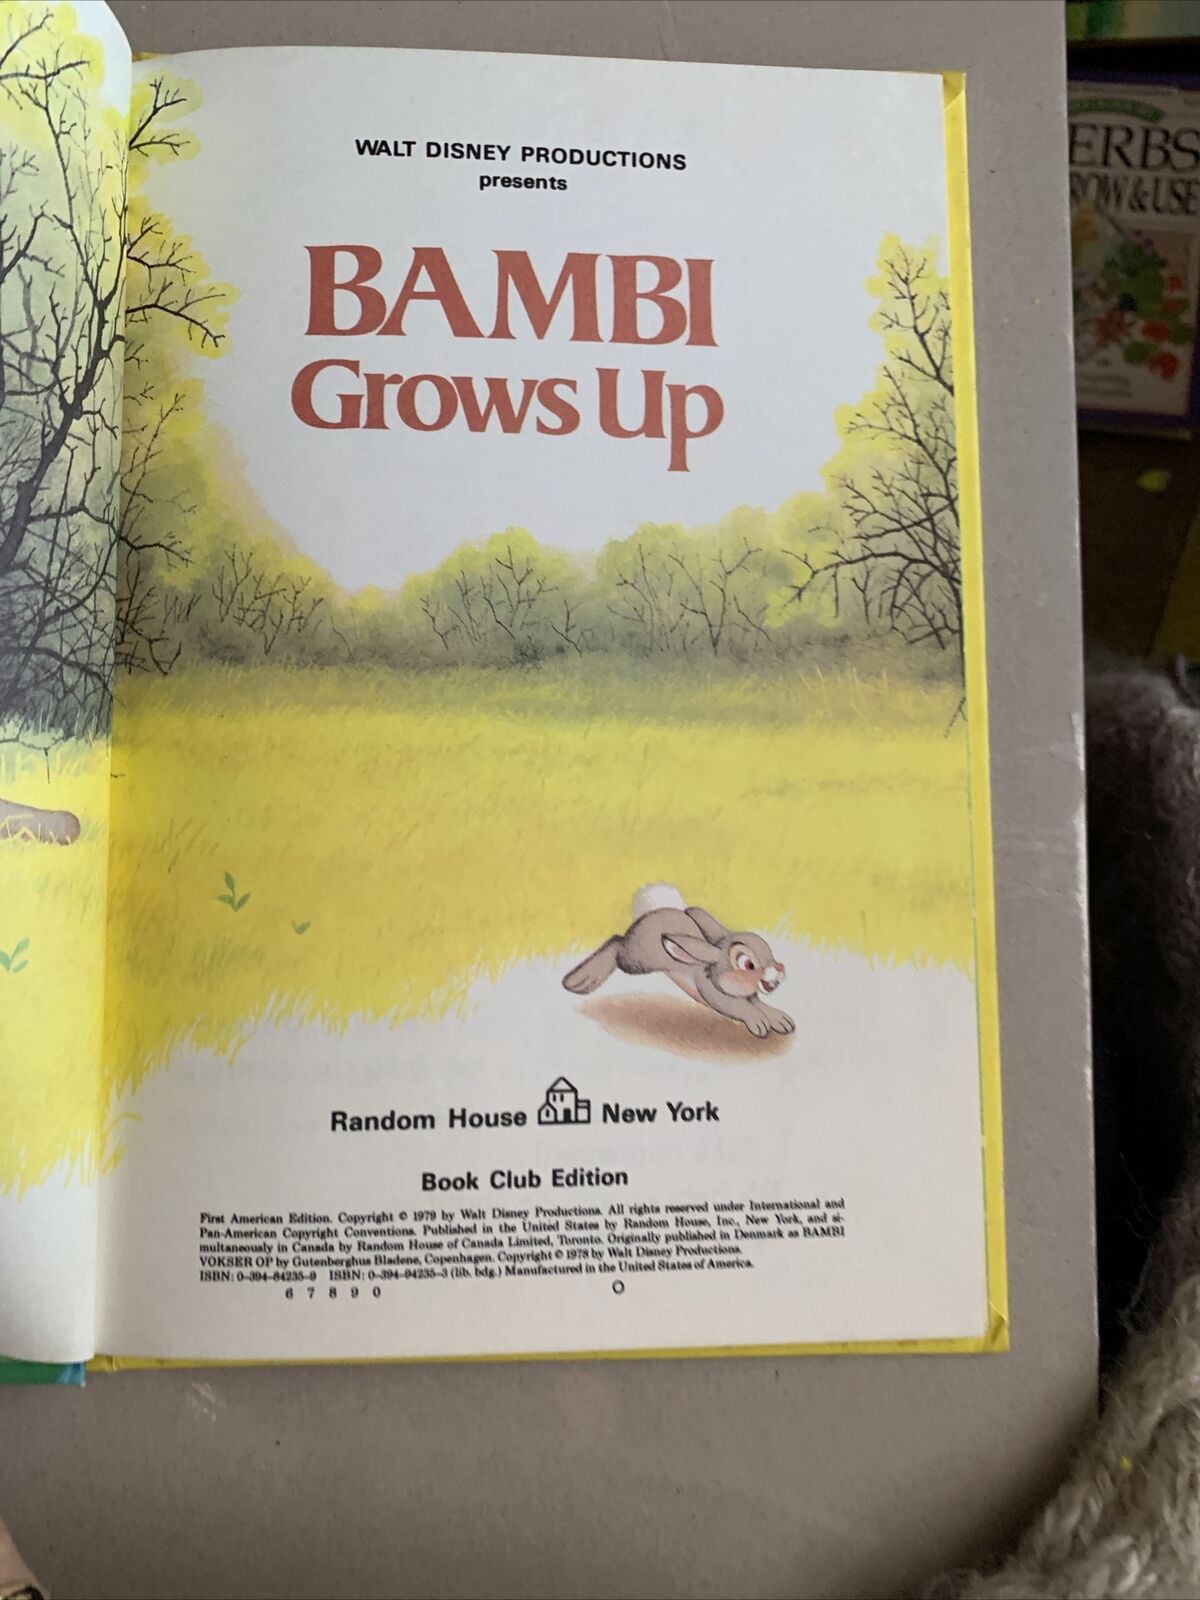 WALT DISNEY PRODUCTIONS
presents
BAMBI
Grows Up
Random House New York
Book Club Edition
First American Edition. Copyright © 1979 by Walt Disney Productions. All rights reserved under International and
Pan-American Copyright Conventions. Published in the United States by Random House, Inc., New York, and si-
multaneously in Canada by Random House of Canada Limited, Toronto. Originally published in Denmark as BAMBI
VOKSER OP by Gutenberghus Bladene, Copenhagen. Copyright © 1978 by Walt Disney Productions.
ISBN: 0-394-84235-9 ISBN: 0-394-94235-3 (lib. bdg.) Manufactured in the United States of America.
6 7 8 9 0 O
ERBS
OW & USE